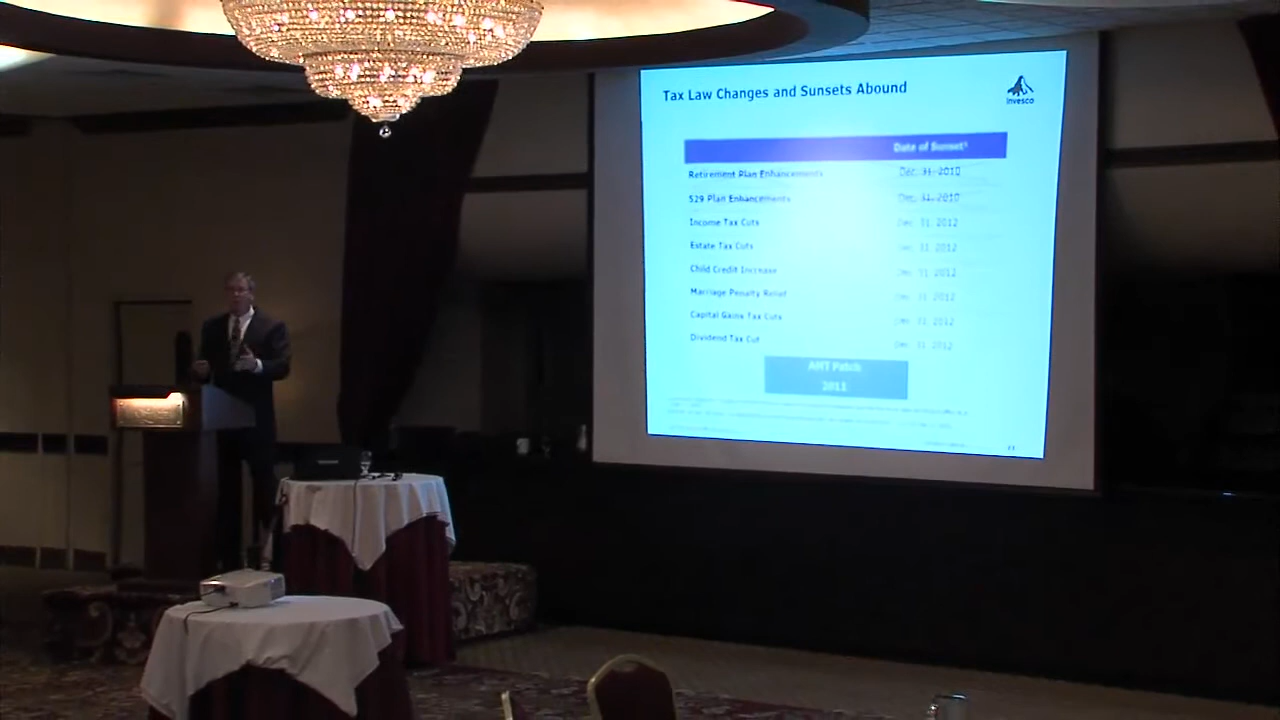 Tax Law Changes and Sunsets Abound
invesco
Date of Sunset¹
Retirement Plan Enhancements Dec. 31, 2010
529 Plan Enhancements Dec. 31, 2010
Income Tax Cuts Dec. 31, 2012
Estate Tax Cuts Dec. 31, 2012
Child Credit Increase Dec. 31, 2012
Marriage Penalty Relief Dec. 31, 2012
Capital Gains Tax Cuts Dec. 31, 2012
Dividend Tax Cut Dec. 31, 2012
AMT Patch
2011